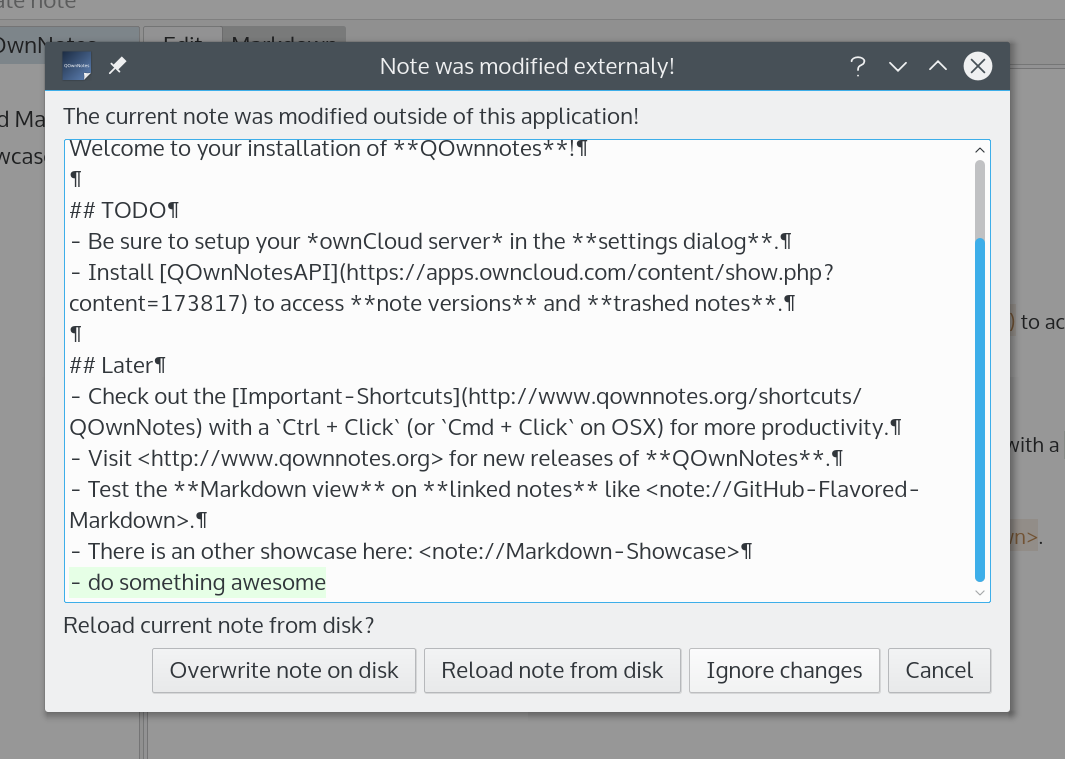 ate note
OwnNotes
Edit
Markdown
QOwnNotes
Note was modified externaly!
The current note was modified outside of this application!
Welcome to your installation of **QOwnnotes**!¶
¶
## TODO¶
- Be sure to setup your *ownCloud server* in the **settings dialog**.¶
- Install [QOwnNotesAPI](https://apps.owncloud.com/content/show.php?
content=173817) to access **note versions** and **trashed notes**.¶
¶
## Later¶
- Check out the [Important-Shortcuts](http://www.qownnotes.org/shortcuts/
QOwnNotes) with a `Ctrl + Click` (or `Cmd + Click` on OSX) for more productivity.¶
- Visit <http://www.qownnotes.org> for new releases of **QOwnNotes**.¶
- Test the **Markdown view** on **linked notes** like <note://GitHub-Flavored-
Markdown>.¶
- There is an other showcase here: <note://Markdown-Showcase>¶
- do something awesome
Reload current note from disk?
Overwrite note on disk
Reload note from disk
Ignore changes
Cancel
d Ma
wcase
) to ac
with a
wn>.